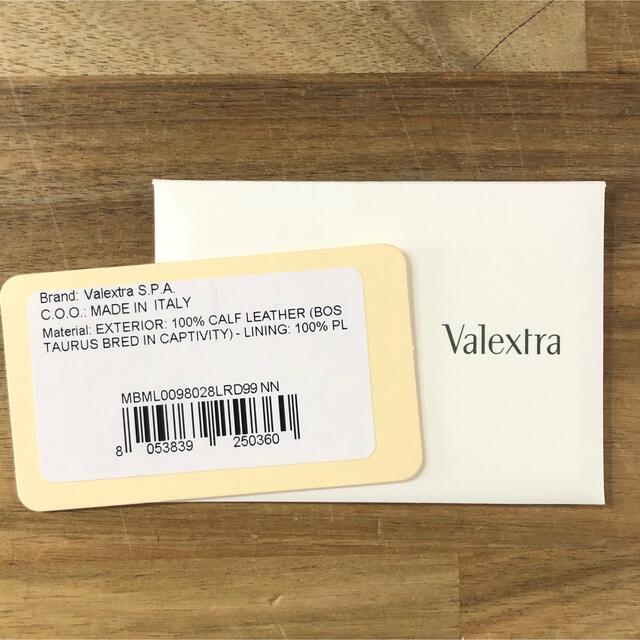 Brand: Valextra S.P.A.
C.O.O.: MADE IN ITALY
Material: EXTERIOR: 100% CALF LEATHER (BOS
TAURUS BRED IN CAPTIVITY) - LINING: 100% PL
MBML0098028LRD99 NN
8 053839 250360
Valextra